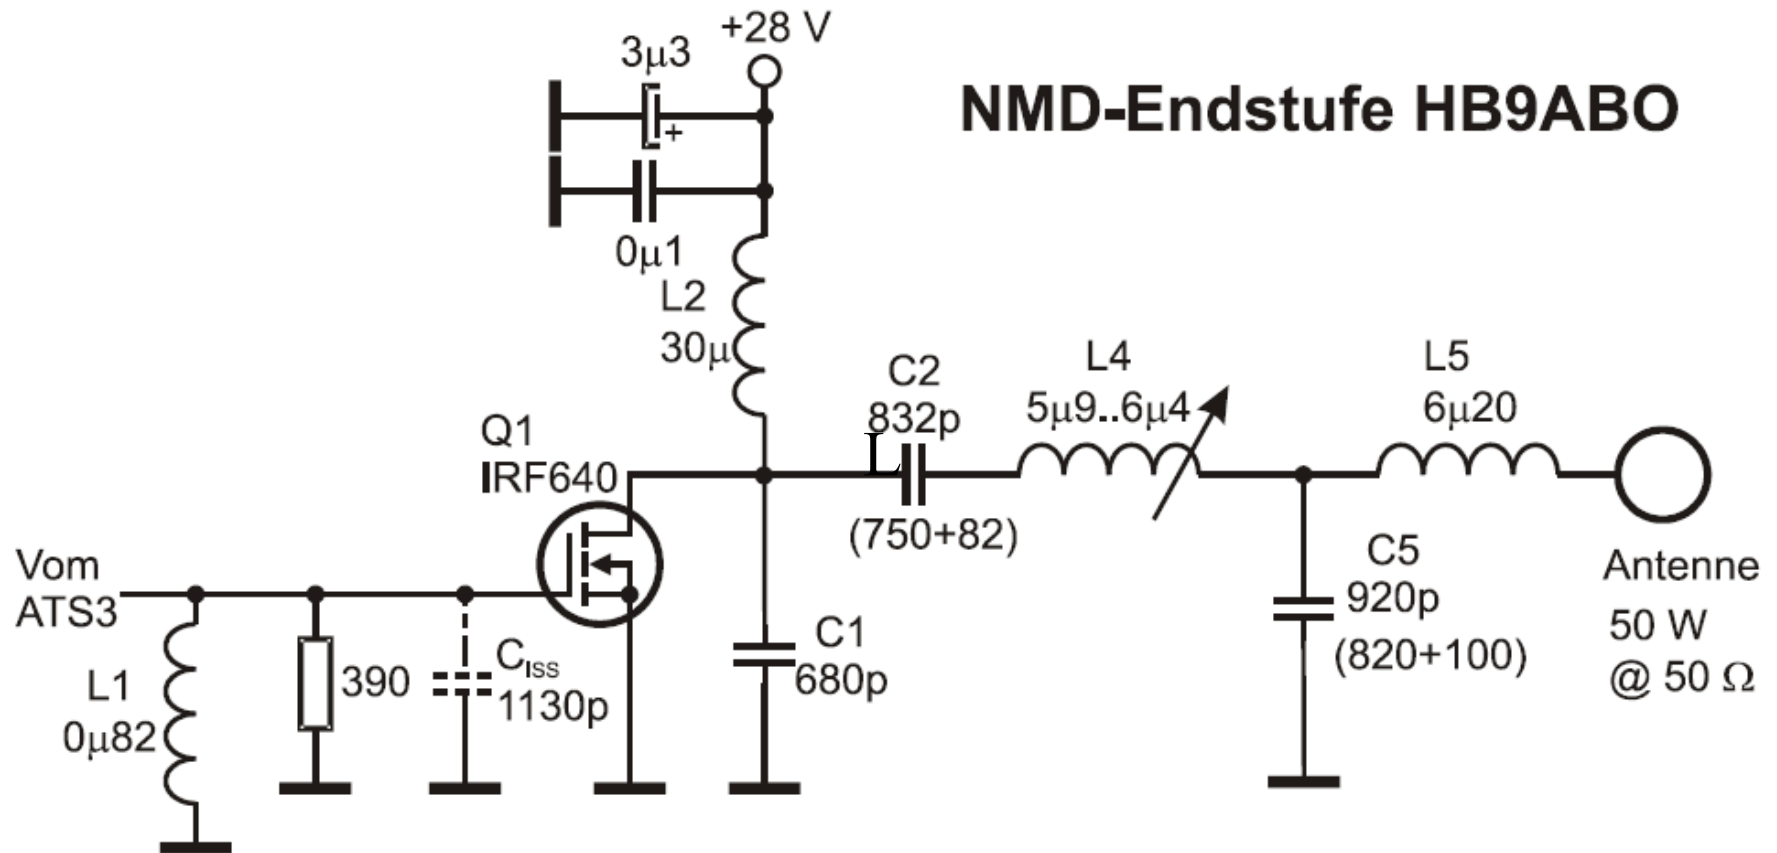 +28 V
3µ3
+
NMD-Endstufe HB9ABO
0µ1
L2
30µ
C2
832p
L
(750+82)
L4
5µ9..6µ4
L5
6µ20
Q1
IRF640
Vom
ATS3
L1
0µ82
390
CISS
1130p
C1
680p
C5
920p
(820+100)
Antenne
50 W
@ 50 Ω